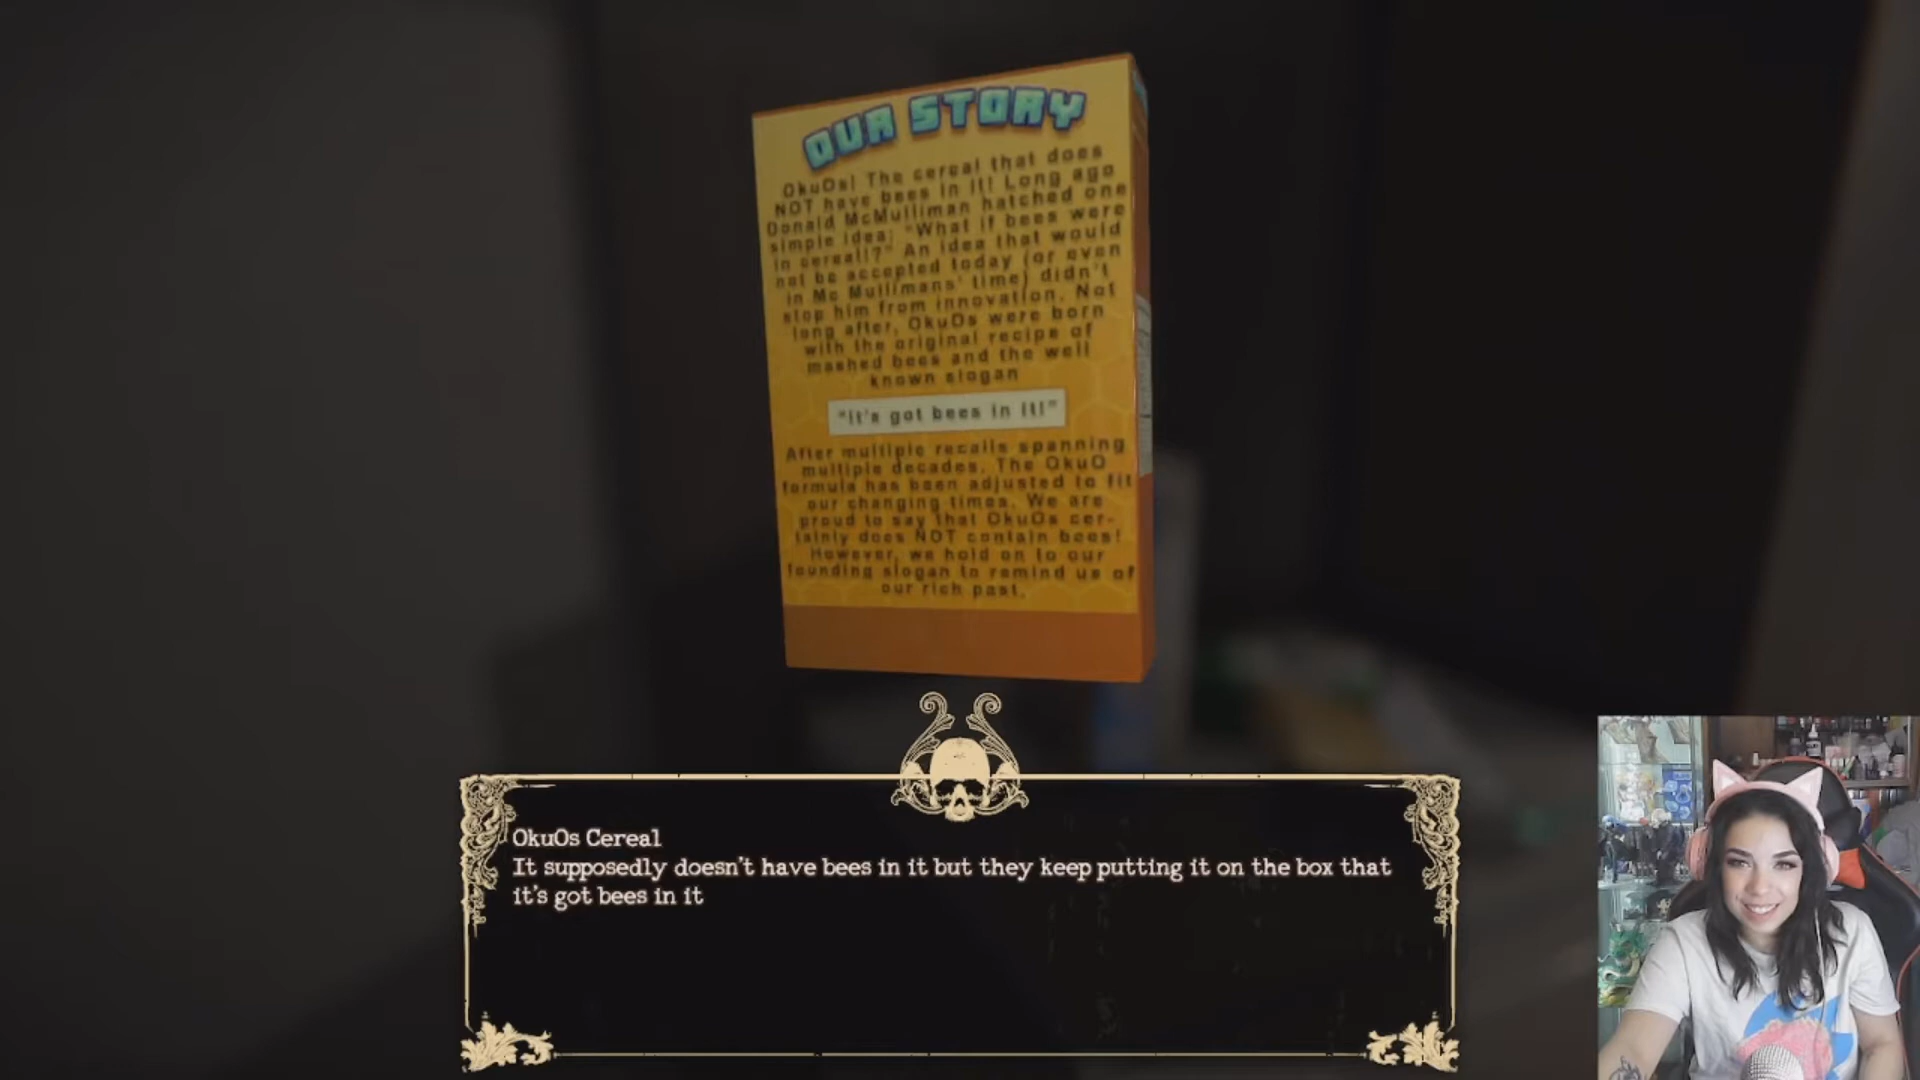 OUR STORY
OkuOs! The cereal that does
NOT have bees in it! Long ago
Donald McMulliman hatched one
simple idea; "What if bees were
in cereal!?" An idea that would
not be accepted today (or even
in Mc Mullimans' time) didn't
stop him from innovation. Not
long after, OkuOs were born
with the original recipe of
mashed bees and the well
known slogan
"It's got bees in it!"
After multiple recalls spanning
multiple decades. The OkuO
formula has been adjusted to fit
our changing times. We are
proud to say that OkuOs cer-
tainly does NOT contain bees!
However, we hold on to our
founding slogan to remind us of
our rich past.
OkuOs Cereal
It supposedly doesn't have bees in it but they keep putting it on the box that
it's got bees in it